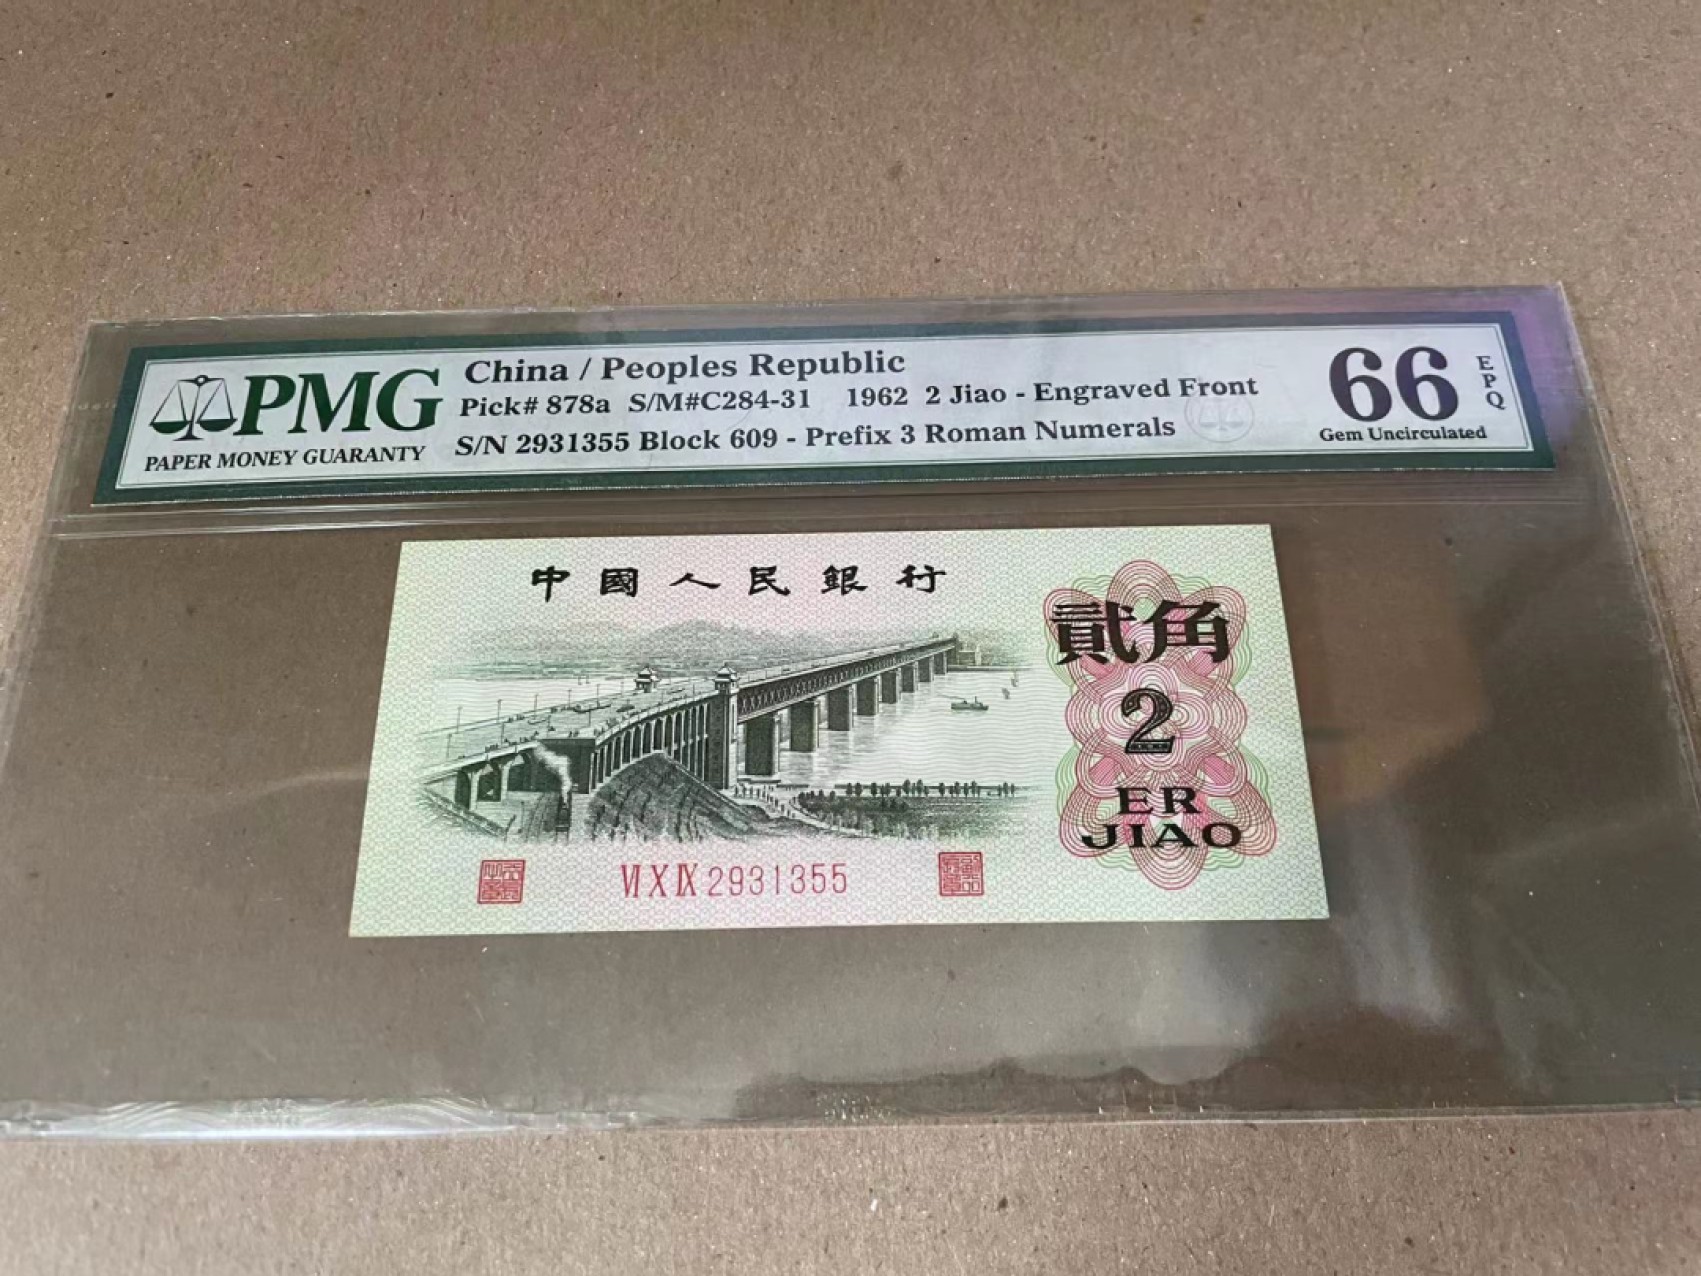 PMG
PAPER MONEY GUARANTY
China / Peoples Republic
Pick# 878a S/M#C284-31 1962 2 Jiao - Engraved Front
S/N 2931355 Block 609 - Prefix 3 Roman Numerals
66 EPQ
Gem Uncirculated
中國人民銀行
貳角
2
ER
JIAO
Ⅵ Ⅹ Ⅸ 2931355